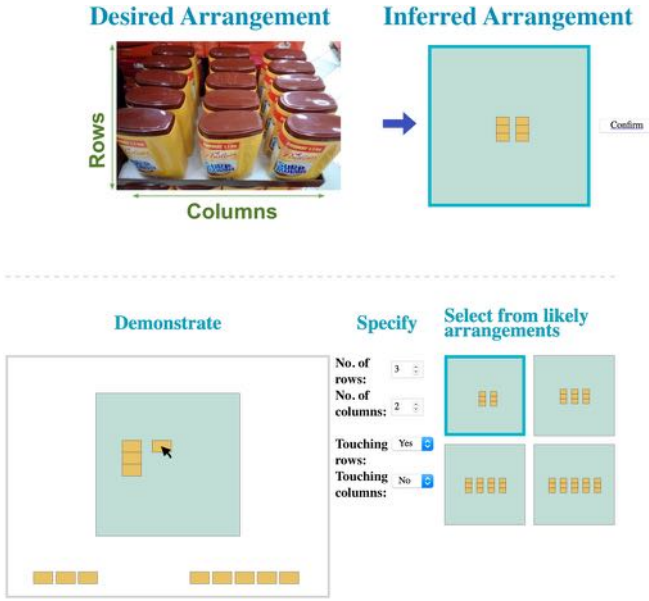 Desired Arrangement
Inferred Arrangement
Rows
Columns
Confirm
Demonstrate
Specify
Select from likely
arrangements
No. of
rows:
3
No. of
columns:
2
Touching
rows:
Yes
Touching
columns:
No